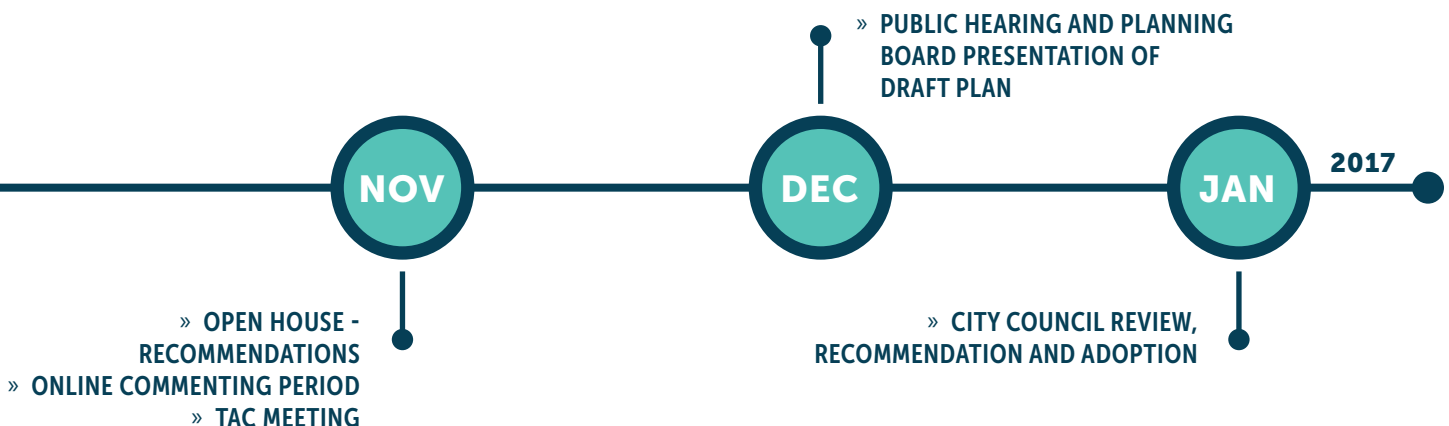 » PUBLIC HEARING AND PLANNING
BOARD PRESENTATION OF
DRAFT PLAN
NOV
DEC
JAN
2017
» OPEN HOUSE -
RECOMMENDATIONS
» ONLINE COMMENTING PERIOD
» TAC MEETING
» CITY COUNCIL REVIEW,
RECOMMENDATION AND ADOPTION